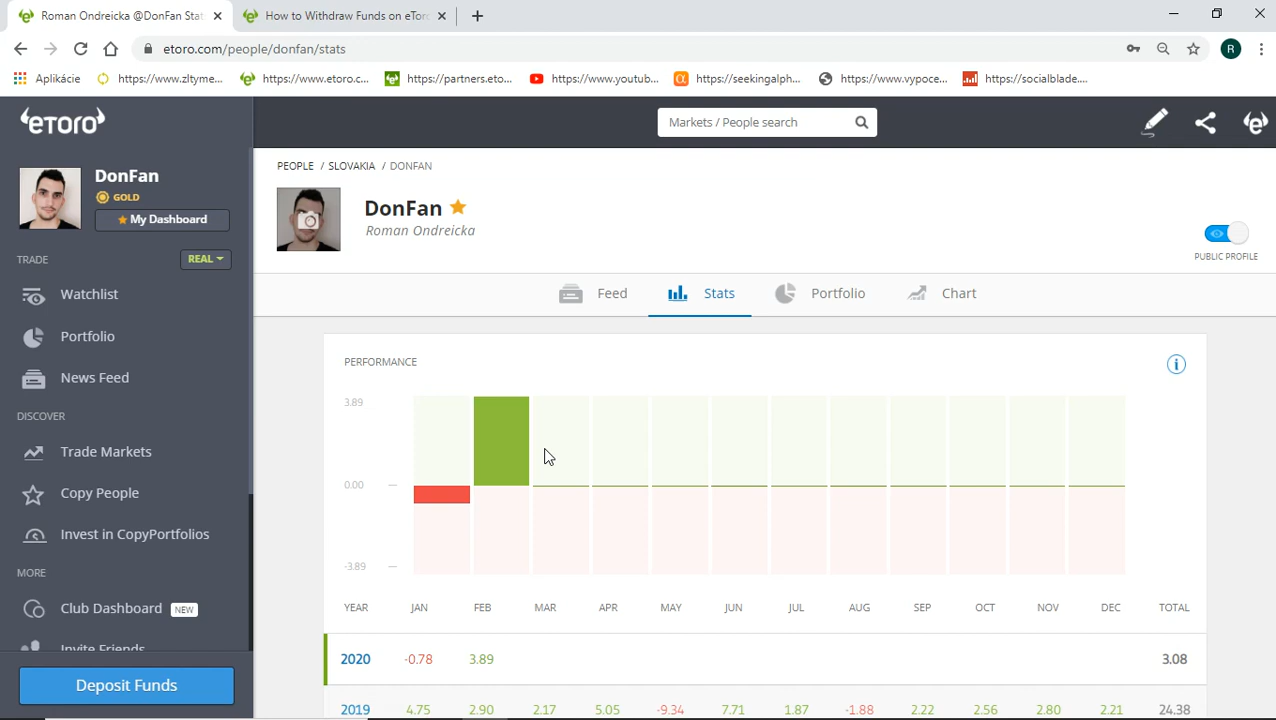 Roman Ondreicka @DonFan Stat
How to Withdraw Funds on eToro
etoro.com/people/donfan/stats
R
Aplikácie
https://www.zltyme...
https://www.etoro.c...
https://partners.eto...
https://www.youtub...
https://seekingalph...
https://www.vypoce...
https://socialblade....
eToro
Markets / People search
DonFan
GOLD
My Dashboard
TRADE
REAL
Watchlist
Portfolio
News Feed
DISCOVER
Trade Markets
Copy People
Invest in CopyPortfolios
MORE
Club Dashboard NEW
Invite Friends
Deposit Funds
PEOPLE / SLOVAKIA / DONFAN
DonFan
Roman Ondreicka
PUBLIC PROFILE
Feed
Stats
Portfolio
Chart
PERFORMANCE
3.89
0.00
-3.89
YEAR JAN FEB MAR APR MAY JUN JUL AUG SEP OCT NOV DEC TOTAL
2020 -0.78 3.89 3.08
2019 4.75 2.90 2.17 5.05 -9.34 7.71 1.87 -1.88 2.22 2.56 2.80 2.21 24.38